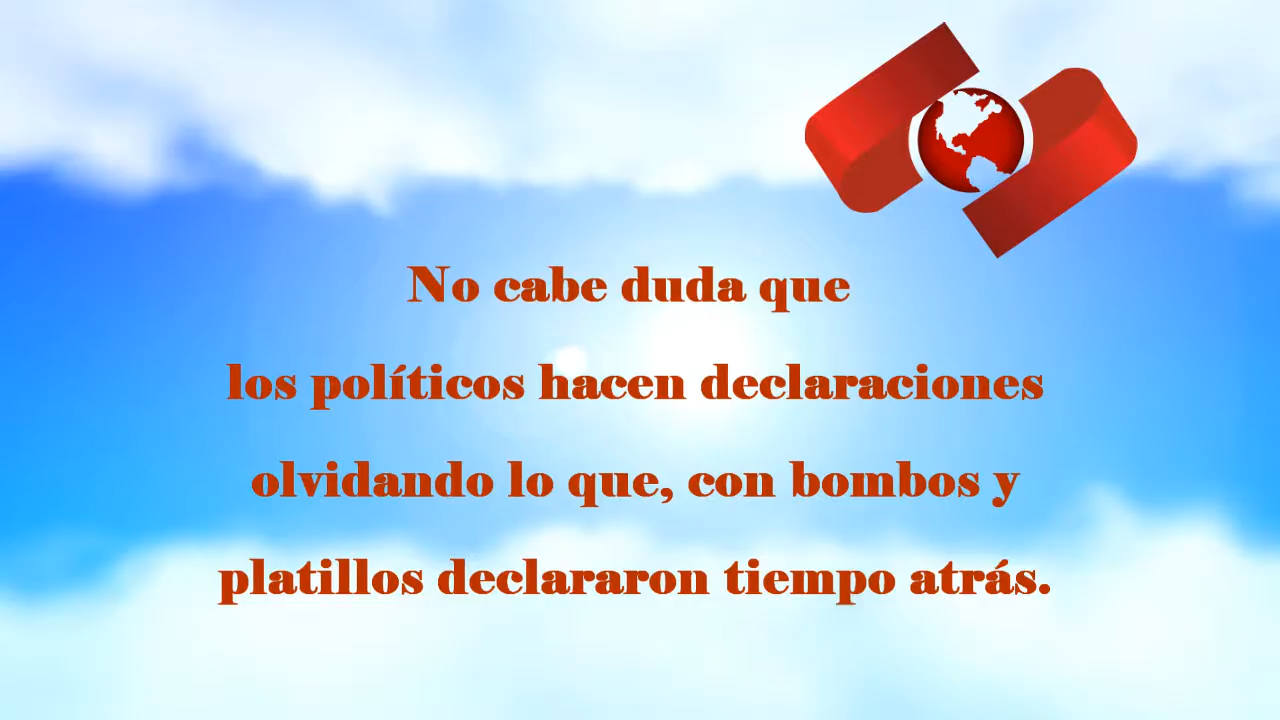 No cabe duda que
los políticos hacen declaraciones
olvidando lo que, con bombos y
platillos declararon tiempo atrás.